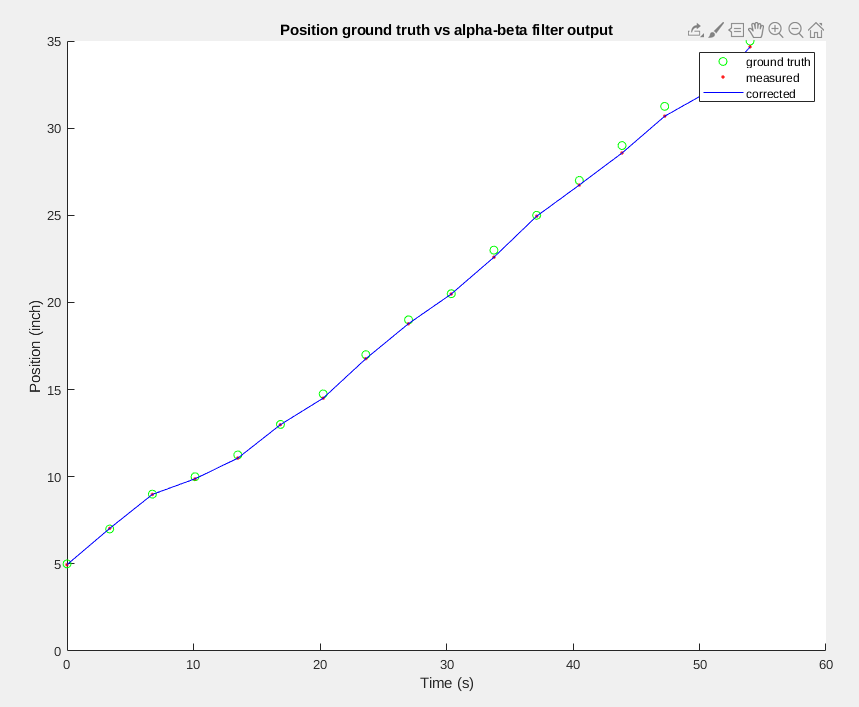 Position ground truth vs alpha-beta filter output
35
30
25
20
15
10
5
0
Position (inch)
ground truth
measured
corrected
0 10 20 30 40 50 60
Time (s)